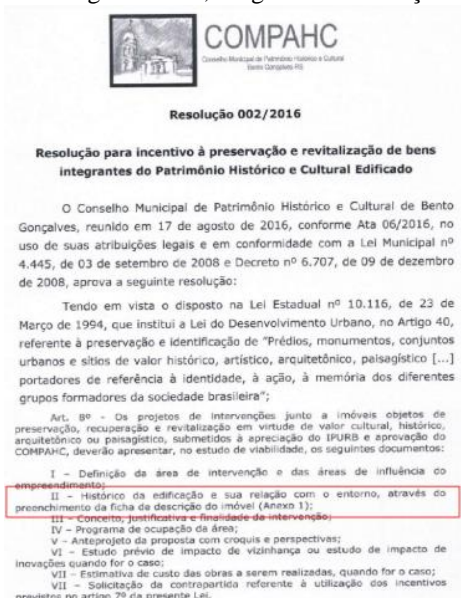 COMPAHC
Conselho Municipal de Patrimônio Histórico e Cultural
Bento Gonçalves RS
Resolução 002/2016
Resolução para incentivo à preservação e revitalização de bens
integrantes do Patrimônio Histórico e Cultural Edificado
O Conselho Municipal de Patrimônio Histórico e Cultural de Bento
Gonçalves, reunido em 17 de agosto de 2016, conforme Ata 06/2016, no
uso de suas atribuições legais e em conformidade com a Lei Municipal nº
4.445, de 03 de setembro de 2008 e Decreto nº 6.707, de 09 de dezembro
de 2008, aprova a seguinte resolução:
Tendo em vista o disposto na Lei Estadual nº 10.116, de 23 de
Março de 1994, que institui a Lei do Desenvolvimento Urbano, no Artigo 40,
referente à preservação e identificação de "Prédios, monumentos, conjuntos
urbanos e sítios de valor histórico, artístico, arquitetônico, paisagístico [...]
portadores de referência à identidade, à ação, à memória dos diferentes
grupos formadores da sociedade brasileira";
Art. 8º - Os projetos de intervenções junto a imóveis objetos de
preservação, recuperação e revitalização em virtude de valor cultural, histórico,
arquitetônico ou paisagístico, submetidos à apreciação do IPURB e aprovação do
COMPAHC, deverão apresentar, no estudo de viabilidade, os seguintes documentos:
I – Definição da área de intervenção e das áreas de influência do
empreendimento;
II – Histórico da edificação e sua relação com o entorno, através do
preenchimento da ficha de descrição do imóvel (Anexo 1);
III – Conceito, justificativa e finalidade da intervenção;
IV – Programa de ocupação da área;
V – Anteprojeto da proposta com croquis e perspectivas;
VI – Estudo prévio de impacto de vizinhança ou estudo de impacto de
inovações quando for o caso;
VII – Estimativa de custo das obras a serem realizadas, quando for o caso;
VII – Solicitação da contrapartida referente à utilização dos incentivos
previstos no artigo 7º da presente Lei.